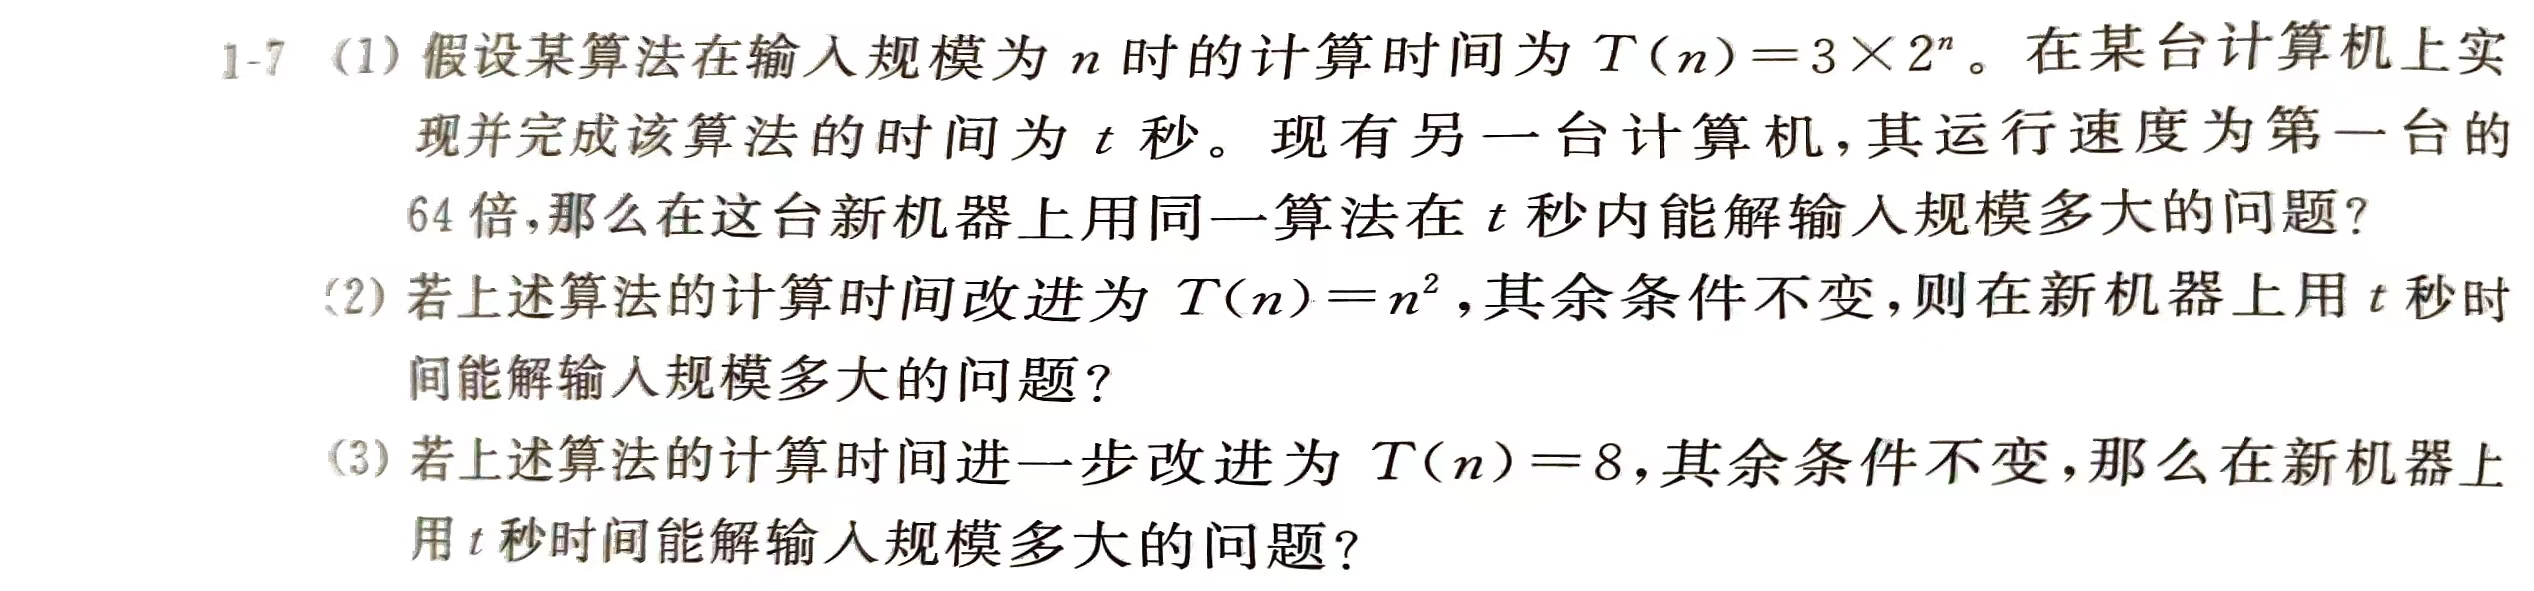 1-7 (1) 假设某算法在输入规模为 n 时的计算时间为 T(n)=3×2ⁿ。在某台计算机上实
现并完成该算法的时间为 t 秒。现有另一台计算机,其运行速度为第一台的
64 倍,那么在这台新机器上用同一算法在 t 秒内能解输入规模多大的问题?
(2) 若上述算法的计算时间改进为 T(n)=n²,其余条件不变,则在新机器上用 t 秒时
间能解输入规模多大的问题?
(3) 若上述算法的计算时间进一步改进为 T(n)=8,其余条件不变,那么在新机器上
用 t 秒时间能解输入规模多大的问题?